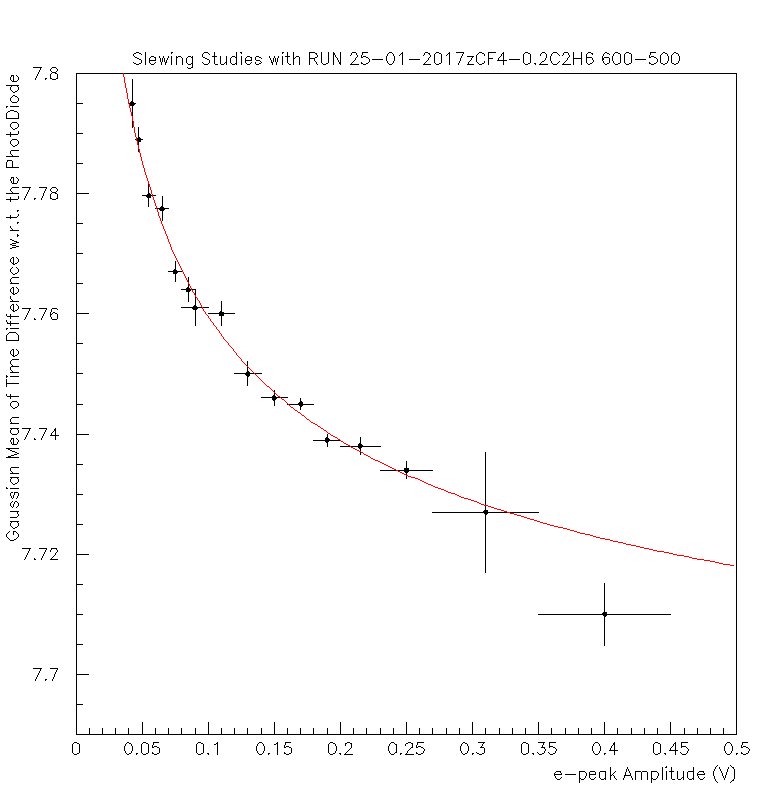 Slewing Studies with RUN 25-01-2017zCF4-0.2C2H6 600-500
Gaussian Mean of Time Difference w.r.t. the PhotoDiode
7.8
7.78
7.76
7.74
7.72
7.7
0 0.05 0.1 0.15 0.2 0.25 0.3 0.35 0.4 0.45 0.5
e-peak Amplitude (V)